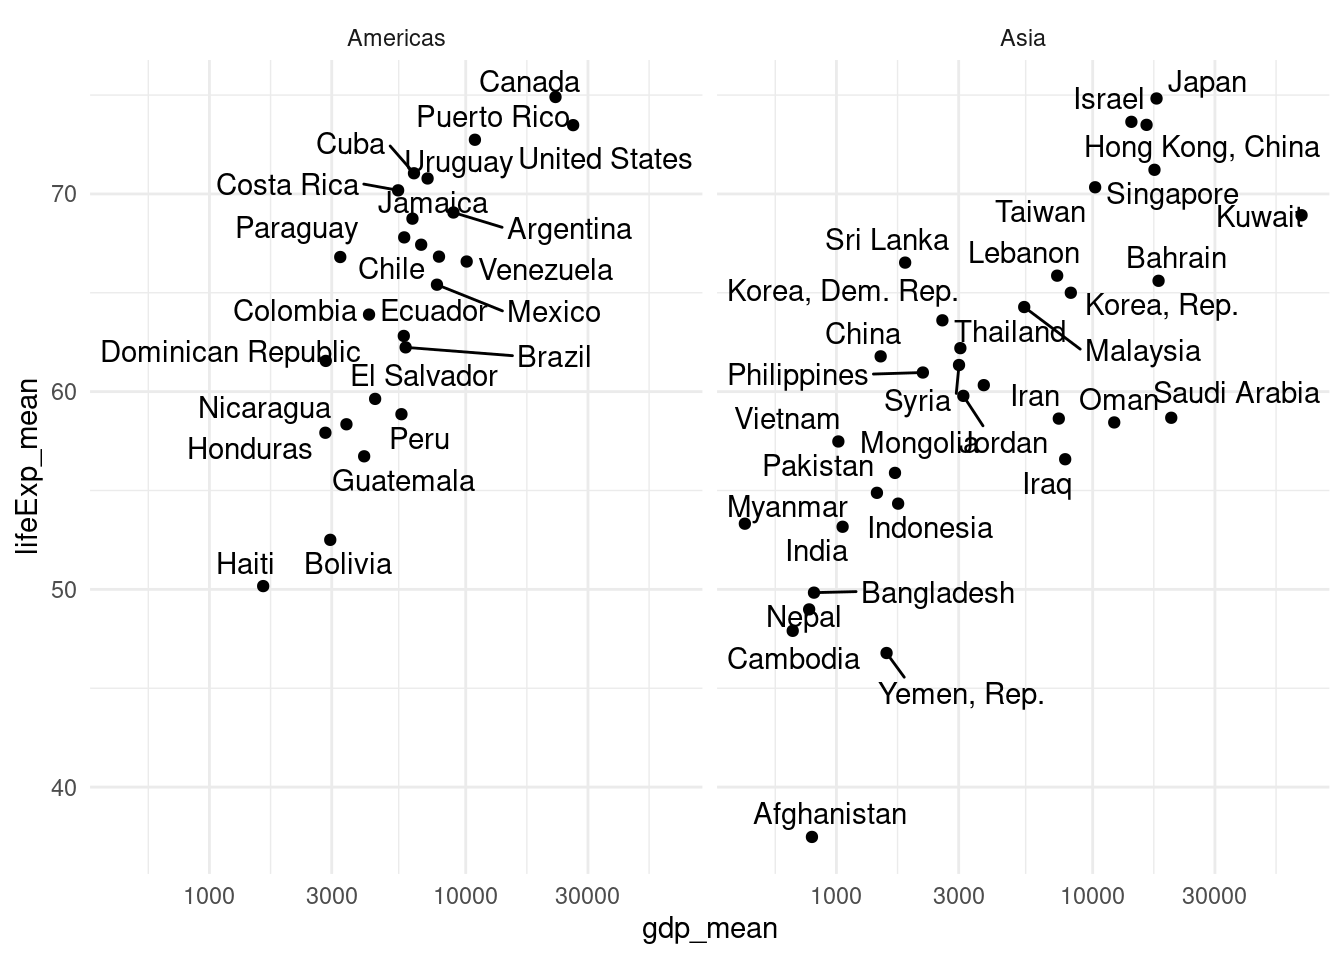 Americas
Asia
Canada
Puerto Rico
Cuba
Uruguay
United States
Costa Rica
Jamaica
Paraguay
Argentina
Chile
Venezuela
Colombia
Ecuador
Mexico
Dominican Republic
Brazil
El Salvador
Nicaragua
Honduras
Peru
Guatemala
Haiti
Bolivia
Japan
Israel
Hong Kong, China
Singapore
Taiwan
Kuwait
Sri Lanka
Lebanon
Bahrain
Korea, Dem. Rep.
Korea, Rep.
China
Thailand
Malaysia
Philippines
Syria
Iran
Oman
Saudi Arabia
Vietnam
Mongolia
Jordan
Pakistan
Iraq
Myanmar
Indonesia
India
Bangladesh
Nepal
Cambodia
Yemen, Rep.
Afghanistan
70
60
50
40
lifeExp_mean
1000 3000 10000 30000
1000 3000 10000 30000
gdp_mean